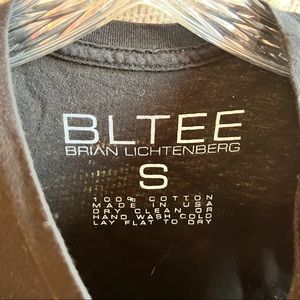 BLTEE
BRIAN LICHTENBERG
S
100% COTTON
MADE IN USA
DRY CLEAN OR
HAND WASH COLD
LAY FLAT TO DRY